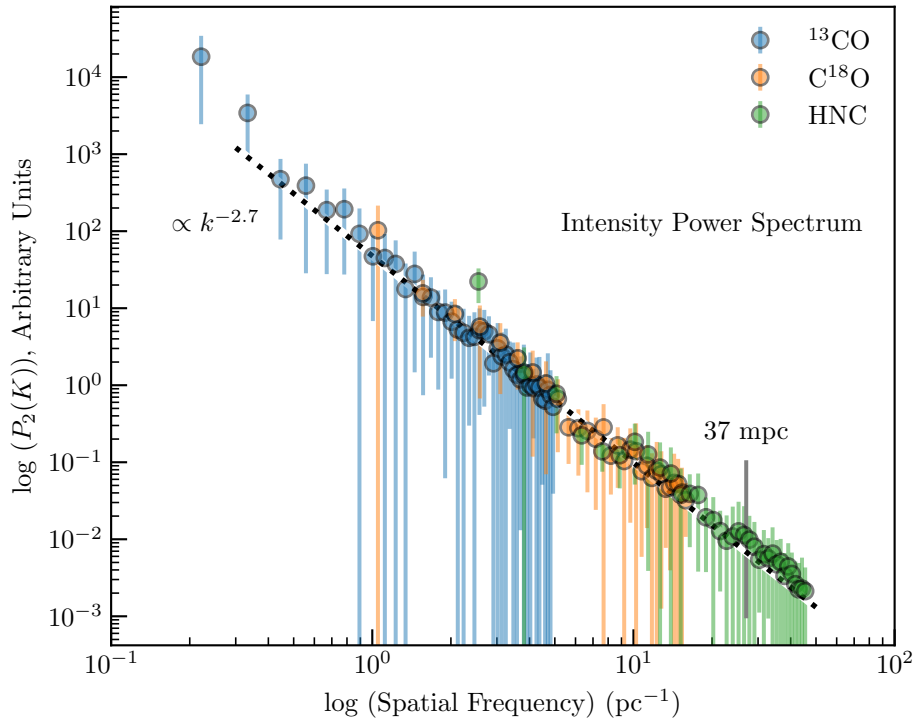 ¹³CO
C¹⁸O
HNC
∝ k⁻²·⁷
Intensity Power Spectrum
37 mpc
log (P₂(K)), Arbitrary Units
10⁴
10³
10²
10¹
10⁰
10⁻¹
10⁻²
10⁻³
10⁻¹ 10⁰ 10¹ 10²
log (Spatial Frequency) (pc⁻¹)